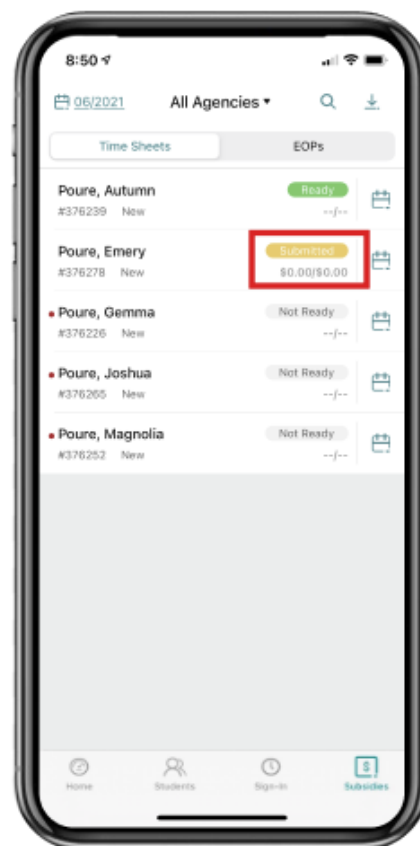 8:50
06/2021 All Agencies
Time Sheets EOPs
Poure, Autumn Ready
#376239 New --/--
Poure, Emery Submitted
#376278 New $0.00/$0.00
Poure, Gemma Not Ready
#376226 New --/--
Poure, Joshua Not Ready
#376265 New --/--
Poure, Magnolia Not Ready
#376252 New --/--
Home Students Sign-In Subsidies